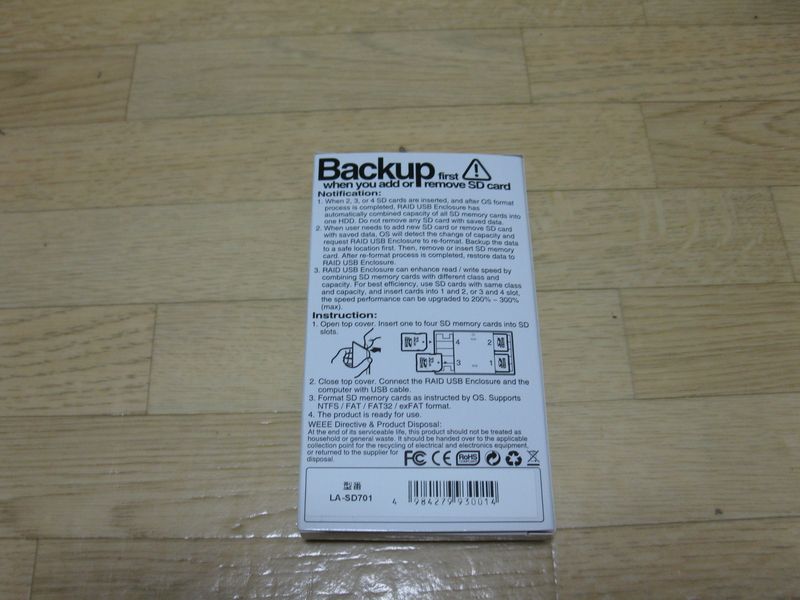 Backup first
when you add or remove SD card
Notification:
1. When 2, 3, or 4 SD cards are inserted, and after OS format
process is completed, RAID USB Enclosure has
automatically combined capacity of all SD memory cards into
one HDD. Do not remove any SD card with saved data.
2. When user needs to add new SD card or remove SD card
with saved data, OS will detect the change of capacity and
request RAID USB Enclosure to re-format. Backup the data
to a safe location first. Then, remove or insert SD memory
card. After re-format process is completed, restore data to
RAID USB Enclosure.
3. RAID USB Enclosure can enhance read / write speed by
combining SD memory cards with different class and
capacity. For best efficiency, use SD cards with same class
and capacity, and insert cards into 1 and 2, or 3 and 4 slot,
the speed performance can be upgraded to 200% ~ 300%
(max).
Instruction:
1. Open top cover. Insert one to four SD memory cards into SD
slots.
4 2
3 1
2. Close top cover. Connect the RAID USB Enclosure and the
computer with USB cable.
3. Format SD memory cards as instructed by OS. Supports
NTFS / FAT / FAT32 / exFAT format.
4. The product is ready for use.
WEEE Directive & Product Disposal:
At the end of its serviceable life, this product should not be treated as
household or general waste. It should be handed over to the applicable
collection point for the recycling of electrical and electronics equipment,
or returned to the supplier for
disposal.
FC CE RoHS
LA-SD701
4 984279 930014